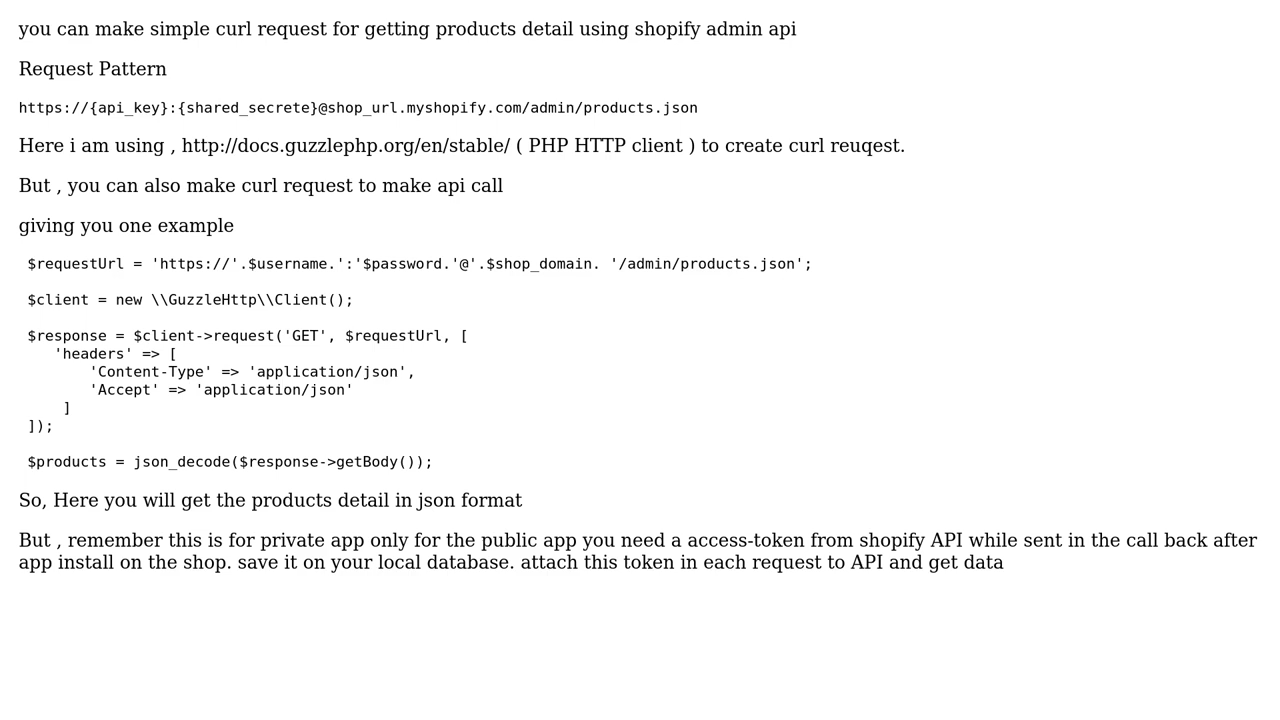 you can make simple curl request for getting products detail using shopify admin api
Request Pattern
https://{api_key}:{shared_secrete}@shop_url.myshopify.com/admin/products.json
Here i am using , http://docs.guzzlephp.org/en/stable/ ( PHP HTTP client ) to create curl reuqest.
But , you can also make curl request to make api call
giving you one example
$requestUrl = 'https://'.$username.':'$password.'@'.$shop_domain. '/admin/products.json';
$client = new \\GuzzleHttp\\Client();
$response = $client->request('GET', $requestUrl, [
'headers' => [
'Content-Type' => 'application/json',
'Accept' => 'application/json'
]
]);
$products = json_decode($response->getBody());
So, Here you will get the products detail in json format
But , remember this is for private app only for the public app you need a access-token from shopify API while sent in the call back after
app install on the shop. save it on your local database. attach this token in each request to API and get data